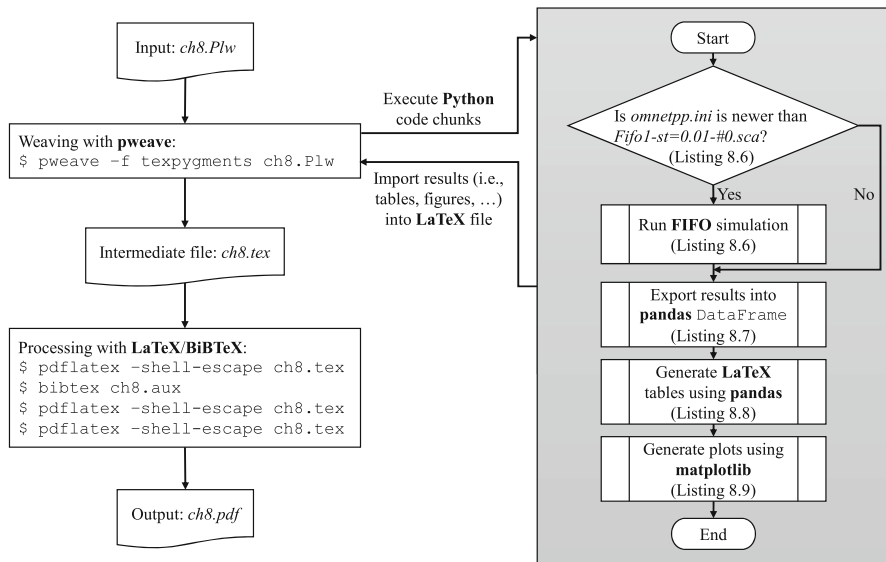 Input: ch8.Plw
Weaving with pweave:
$ pweave -f texpygments ch8.Plw
Intermediate file: ch8.tex
Processing with LaTeX/BiBTeX:
$ pdflatex -shell-escape ch8.tex
$ bibtex ch8.aux
$ pdflatex -shell-escape ch8.tex
$ pdflatex -shell-escape ch8.tex
Output: ch8.pdf
Execute Python
code chunks
Import results (i.e.,
tables, figures, …)
into LaTeX file
Start
Is omnetpp.ini is newer than
Fifo1-st=0.01-#0.sca?
(Listing 8.6)
Yes
No
Run FIFO simulation
(Listing 8.6)
Export results into
pandas DataFrame
(Listing 8.7)
Generate LaTeX
tables using pandas
(Listing 8.8)
Generate plots using
matplotlib
(Listing 8.9)
End